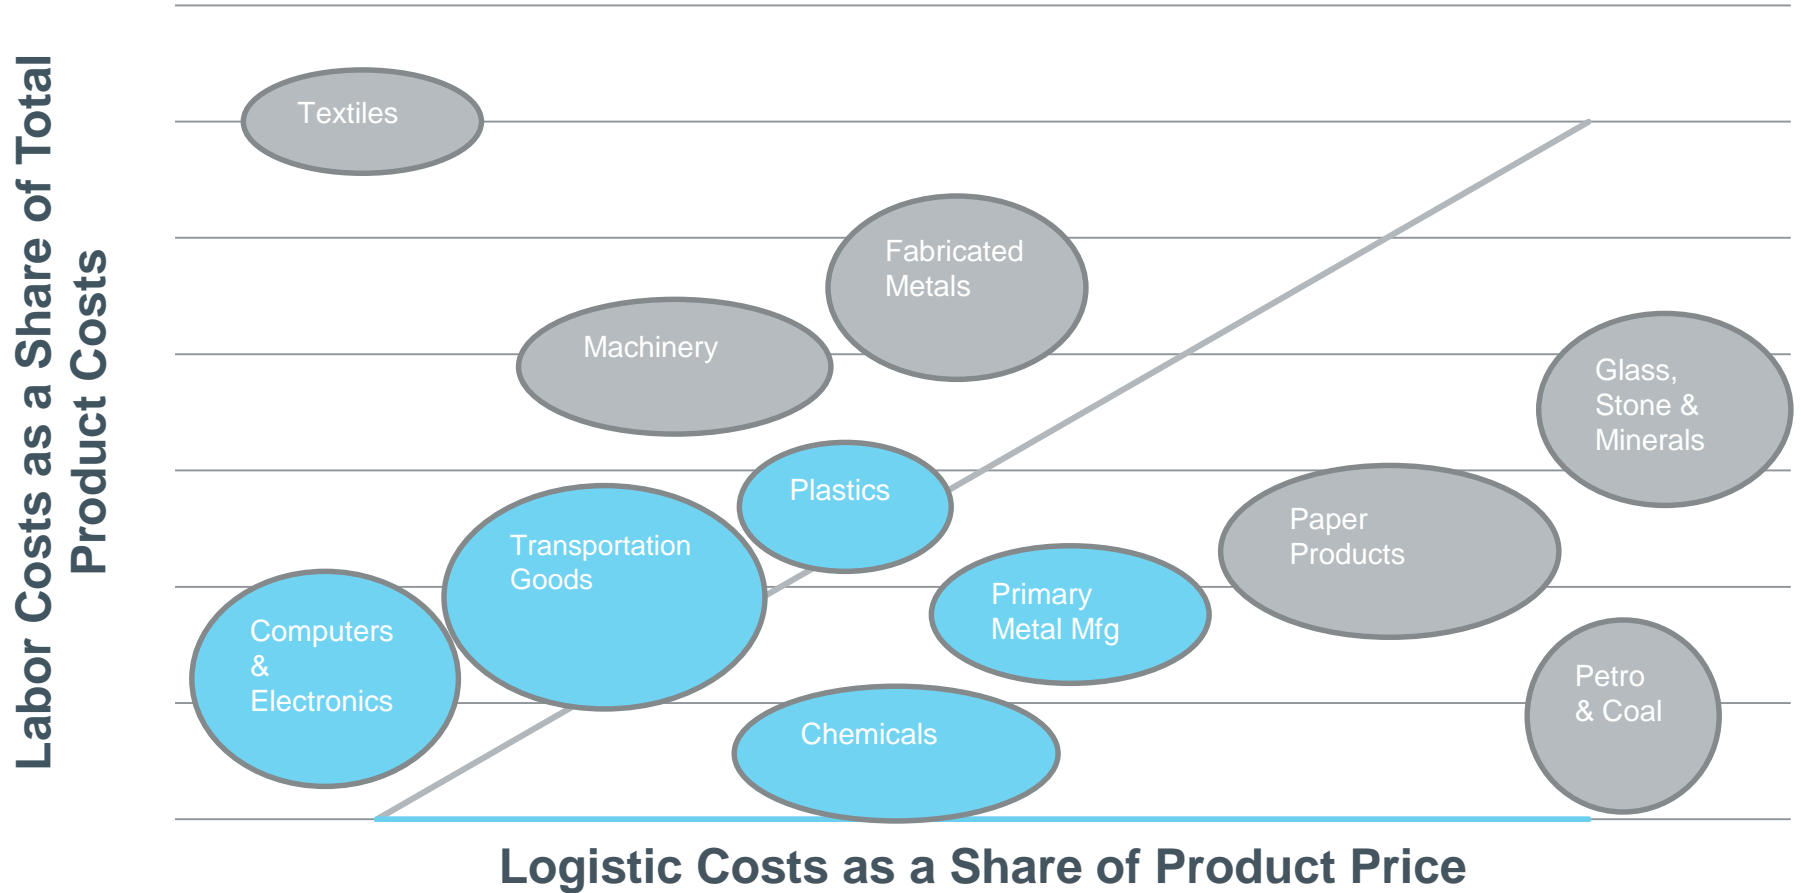 Labor Costs as a Share of Total
Product Costs
Textiles
Fabricated
Metals
Machinery
Glass,
Stone &
Minerals
Plastics
Paper
Products
Transportation
Goods
Primary
Metal Mfg
Computers
&
Electronics
Petro
& Coal
Chemicals
Logistic Costs as a Share of Product Price